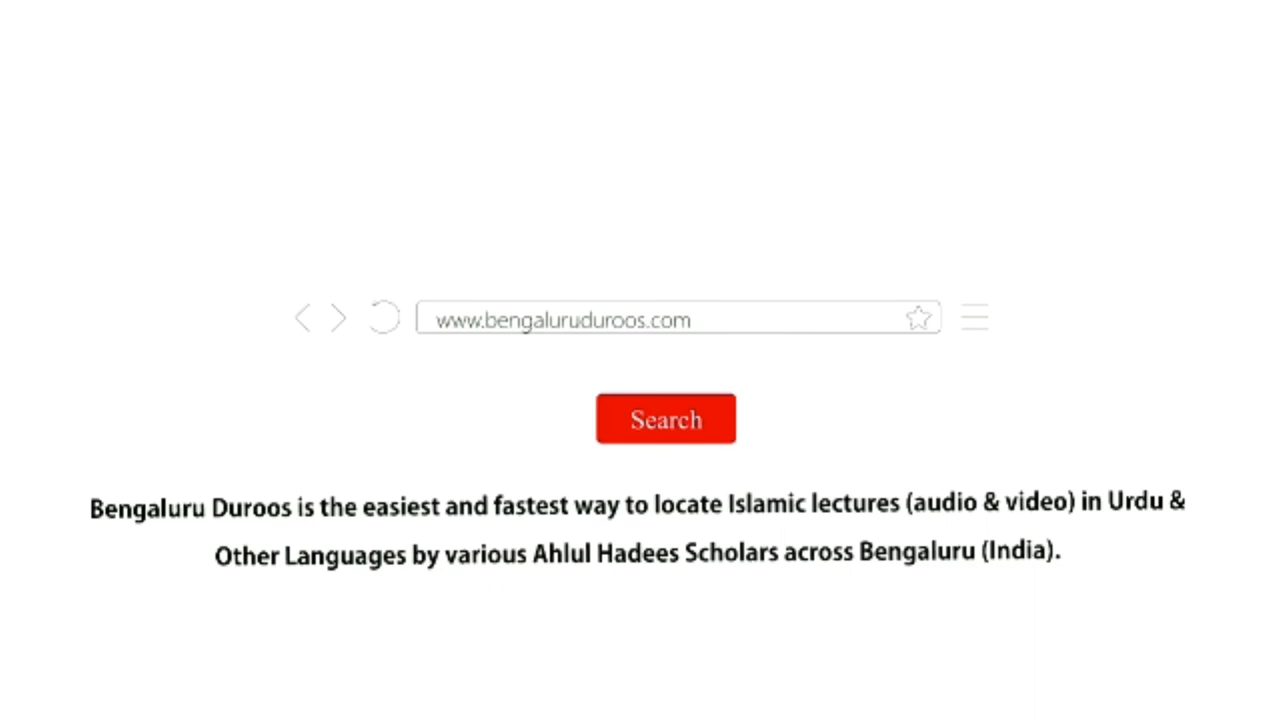 www.bengaluruduroos.com
Search
Bengaluru Duroos is the easiest and fastest way to locate Islamic lectures (audio & video) in Urdu &
Other Languages by various Ahlul Hadees Scholars across Bengaluru (India).